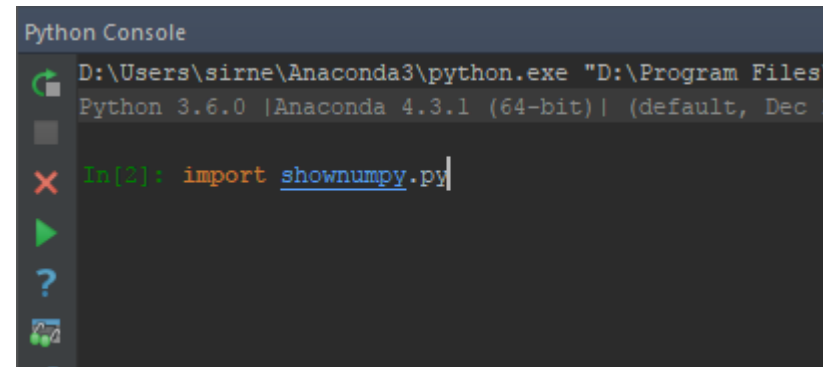 Python Console
D:\Users\sirne\Anaconda3\python.exe "D:\Program Files
Python 3.6.0 |Anaconda 4.3.1 (64-bit)| (default, Dec
In[2]: import shownumpy.py
?